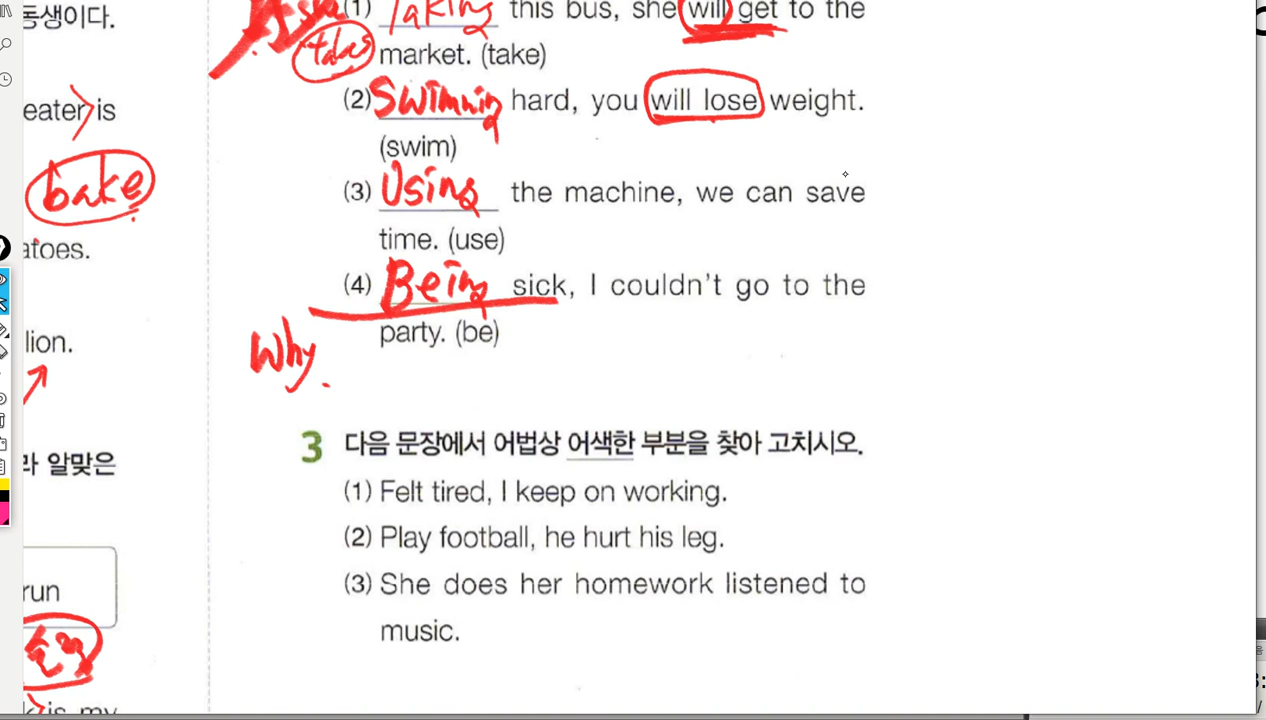 동생이다.
eater is
bake
atoes.
lion.
알맞은
run
is my
(1) Taking this bus, she will get to the
market. (take)
(2) Swimming hard, you will lose weight.
(swim)
(3) Using the machine, we can save
time. (use)
(4) Being sick, I couldn't go to the
party. (be)
Why
3 다음 문장에서 어법상 어색한 부분을 찾아 고치시오.
(1) Felt tired, I keep on working.
(2) Play football, he hurt his leg.
(3) She does her homework listened to
music.